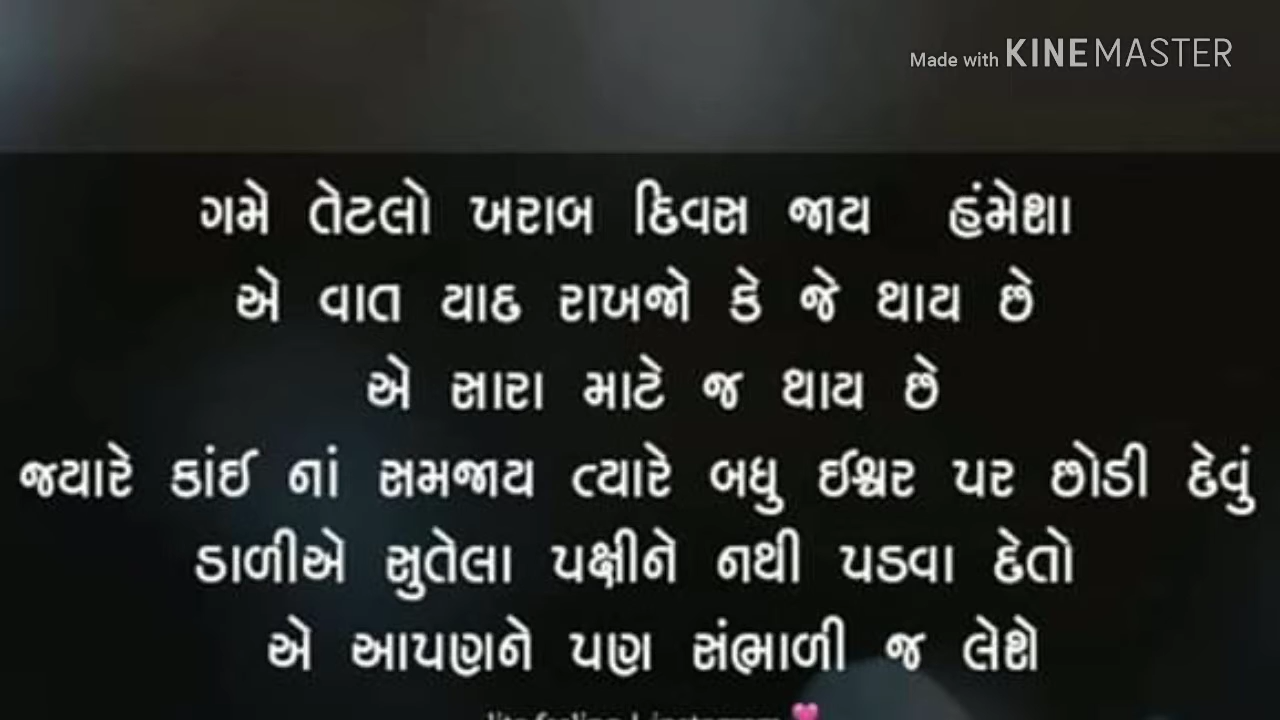 Made with KINEMASTER
ગમે તેટલો ખરાબ દિવસ જાય હંમેશા
એ વાત યાદ રાખજો કે જે થાય છે
એ સારા માટે જ થાય છે
જયારે કાંઈ નાં સમજાય ત્યારે બધુ ઈશ્વર પર છોડી દેવું
ડાળીએ સુતેલા પક્ષીને નથી પડવા દેતો
એ આપણને પણ સંભાળી જ લેશે